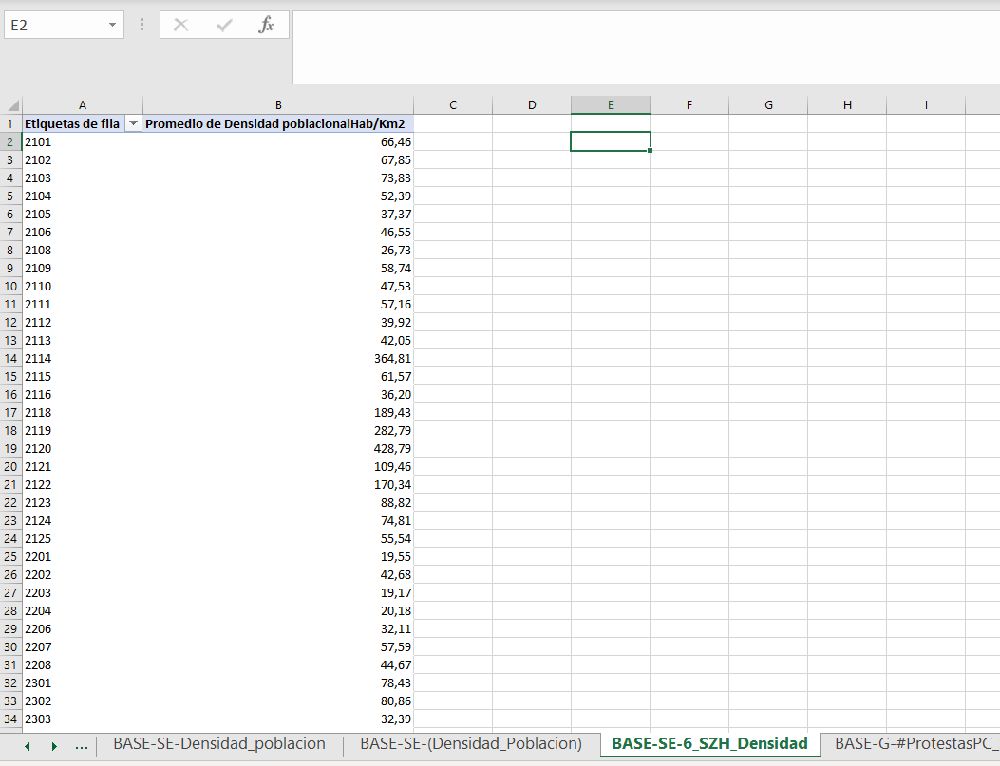 E2 fx
A B C D E F G H I
1 Etiquetas de fila Promedio de Densidad poblacionalHab/Km2
2 2101 66,46
3 2102 67,85
4 2103 73,83
5 2104 52,39
6 2105 37,37
7 2106 46,55
8 2108 26,73
9 2109 58,74
10 2110 47,53
11 2111 57,16
12 2112 39,92
13 2113 42,05
14 2114 364,81
15 2115 61,57
16 2116 36,20
17 2118 189,43
18 2119 282,79
19 2120 428,79
20 2121 109,46
21 2122 170,34
22 2123 88,82
23 2124 74,81
24 2125 55,54
25 2201 19,55
26 2202 42,68
27 2203 19,17
28 2204 20,18
29 2206 32,11
30 2207 57,59
31 2208 44,67
32 2301 78,43
33 2302 80,86
34 2303 32,39
... BASE-SE-Densidad_poblacion BASE-SE-(Densidad_Poblacion) BASE-SE-6_SZH_Densidad BASE-G-#ProtestasPC_